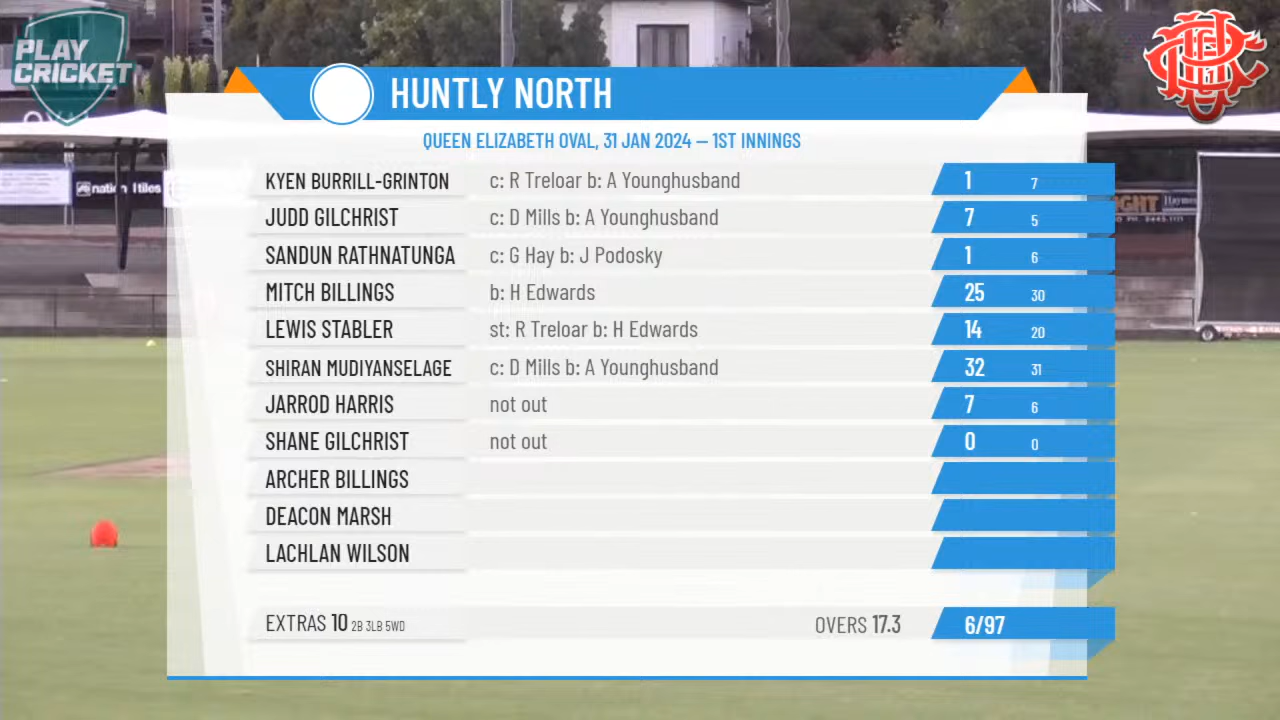 PLAY
CRICKET
HUNTLY NORTH
QUEEN ELIZABETH OVAL, 31 JAN 2024 – 1ST INNINGS
KYEN BURRILL-GRINTON c: R Treloar b: A Younghusband 1 7
JUDD GILCHRIST c: D Mills b: A Younghusband 7 5
SANDUN RATHNATUNGA c: G Hay b: J Podosky 1 6
MITCH BILLINGS b: H Edwards 25 30
LEWIS STABLER st: R Treloar b: H Edwards 14 20
SHIRAN MUDIYANSELAGE c: D Mills b: A Younghusband 32 31
JARROD HARRIS not out 7 6
SHANE GILCHRIST not out 0 0
ARCHER BILLINGS
DEACON MARSH
LACHLAN WILSON
EXTRAS 10 2B 3LB 5WD OVERS 17.3 6/97
national tiles